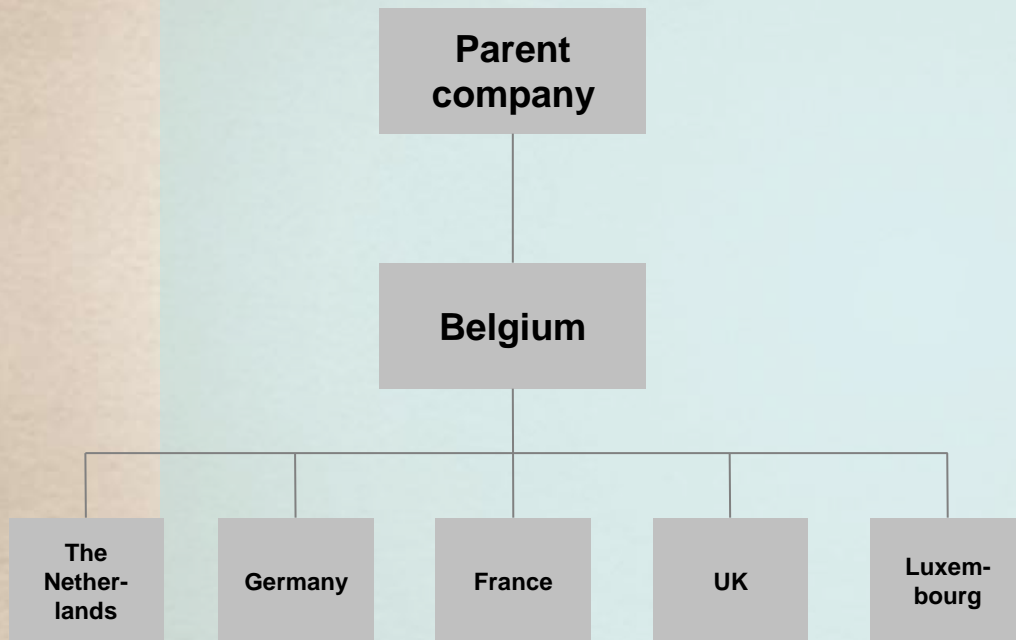 Parent
company
Belgium
The
Nether-
lands
Germany
France
UK
Luxem-
bourg